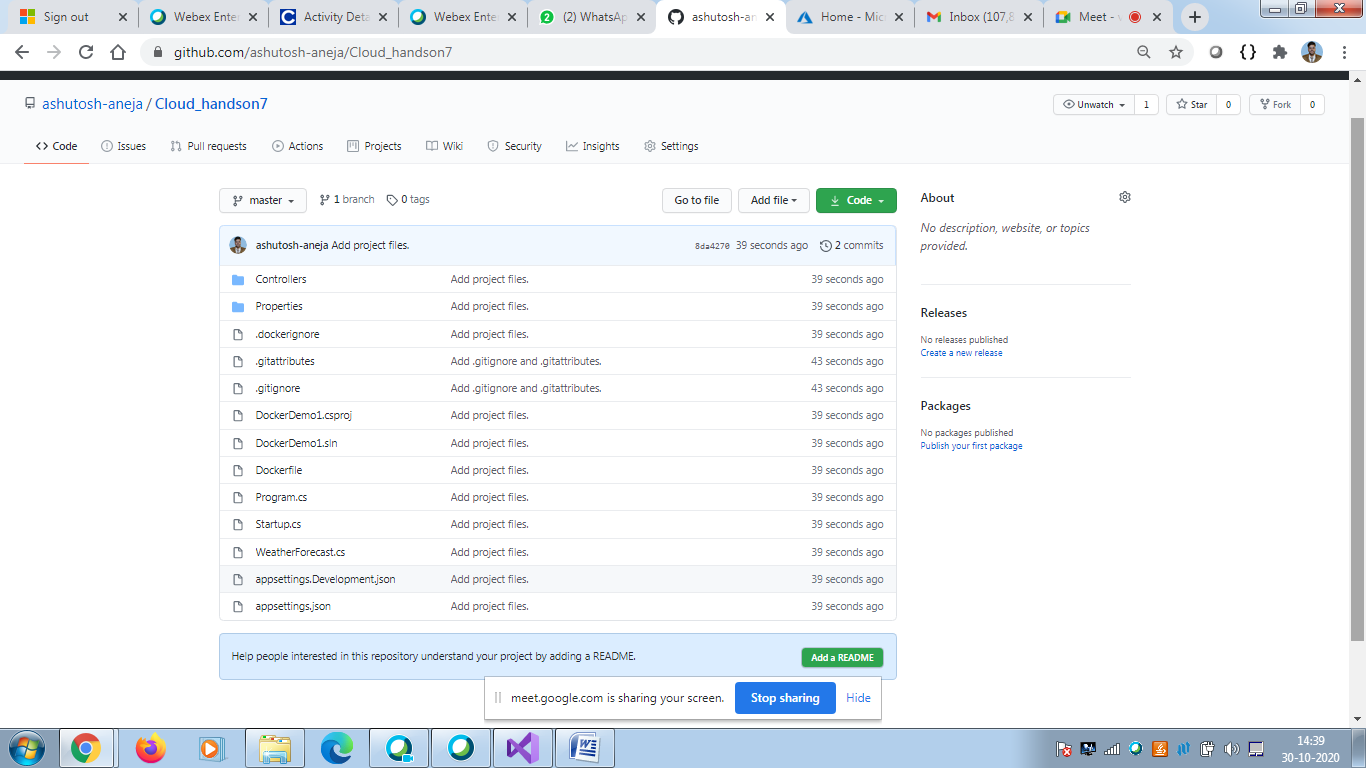 Sign out
Webex Ente
Activity Deta
Webex Ente
(2) WhatsAp
ashutosh-an
Home - Mic
Inbox (107,8
Meet -
github.com/ashutosh-aneja/Cloud_handson7
ashutosh-aneja / Cloud_handson7
Unwatch 1 Star 0 Fork 0
Code Issues Pull requests Actions Projects Wiki Security Insights Settings
master 1 branch 0 tags Go to file Add file Code
ashutosh-aneja Add project files. 8da4270 39 seconds ago 2 commits
Controllers Add project files. 39 seconds ago
Properties Add project files. 39 seconds ago
.dockerignore Add project files. 39 seconds ago
.gitattributes Add .gitignore and .gitattributes. 43 seconds ago
.gitignore Add .gitignore and .gitattributes. 43 seconds ago
DockerDemo1.csproj Add project files. 39 seconds ago
DockerDemo1.sln Add project files. 39 seconds ago
Dockerfile Add project files. 39 seconds ago
Program.cs Add project files. 39 seconds ago
Startup.cs Add project files. 39 seconds ago
WeatherForecast.cs Add project files. 39 seconds ago
appsettings.Development.json Add project files. 39 seconds ago
appsettings.json Add project files. 39 seconds ago
Help people interested in this repository understand your project by adding a README. Add a README
About
No description, website, or topics
provided.
Releases
No releases published
Create a new release
Packages
No packages published
Publish your first package
meet.google.com is sharing your screen. Stop sharing Hide
14:39
30-10-2020